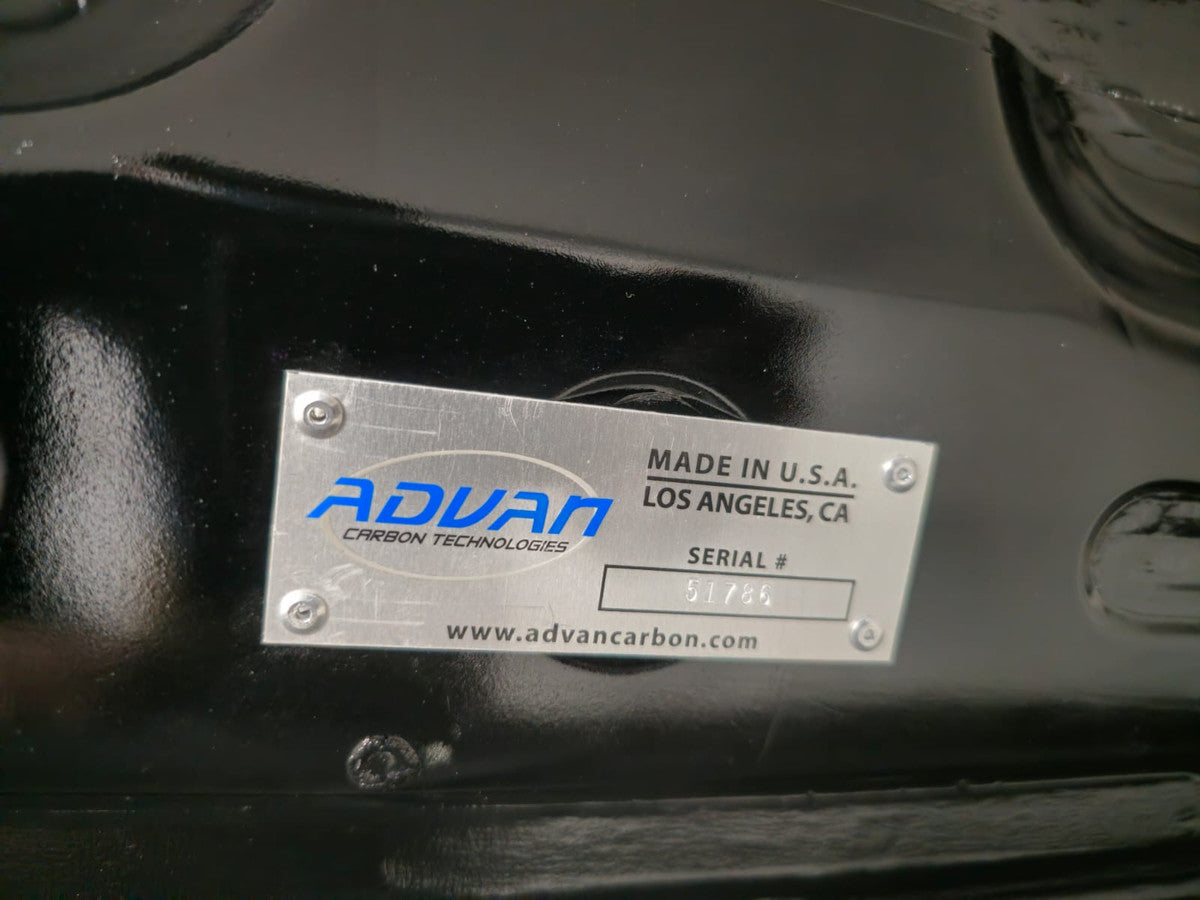 ADVAN
CARBON TECHNOLOGIES
MADE IN U.S.A.
LOS ANGELES, CA
SERIAL #
51786
www.advancarbon.com